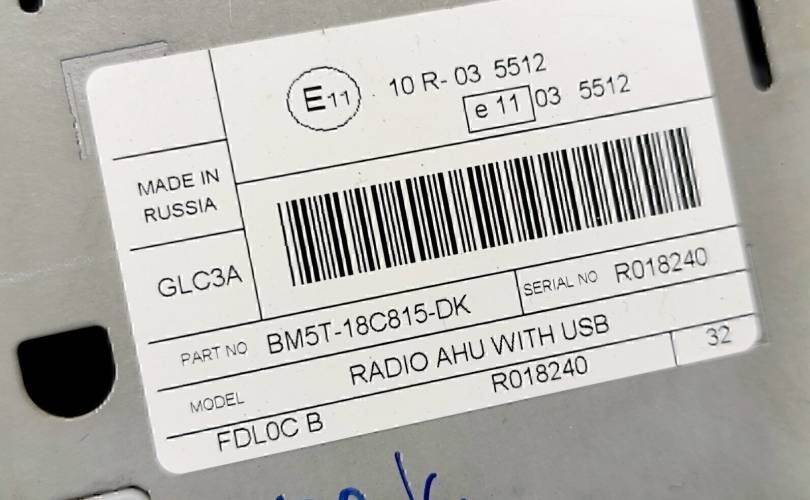 E11 10 R- 03 5512
e 11 03 5512
MADE IN
RUSSIA
GLC3A
PART NO BM5T-18C815-DK SERIAL NO R018240
MODEL RADIO AHU WITH USB
FDL0C B R018240 32